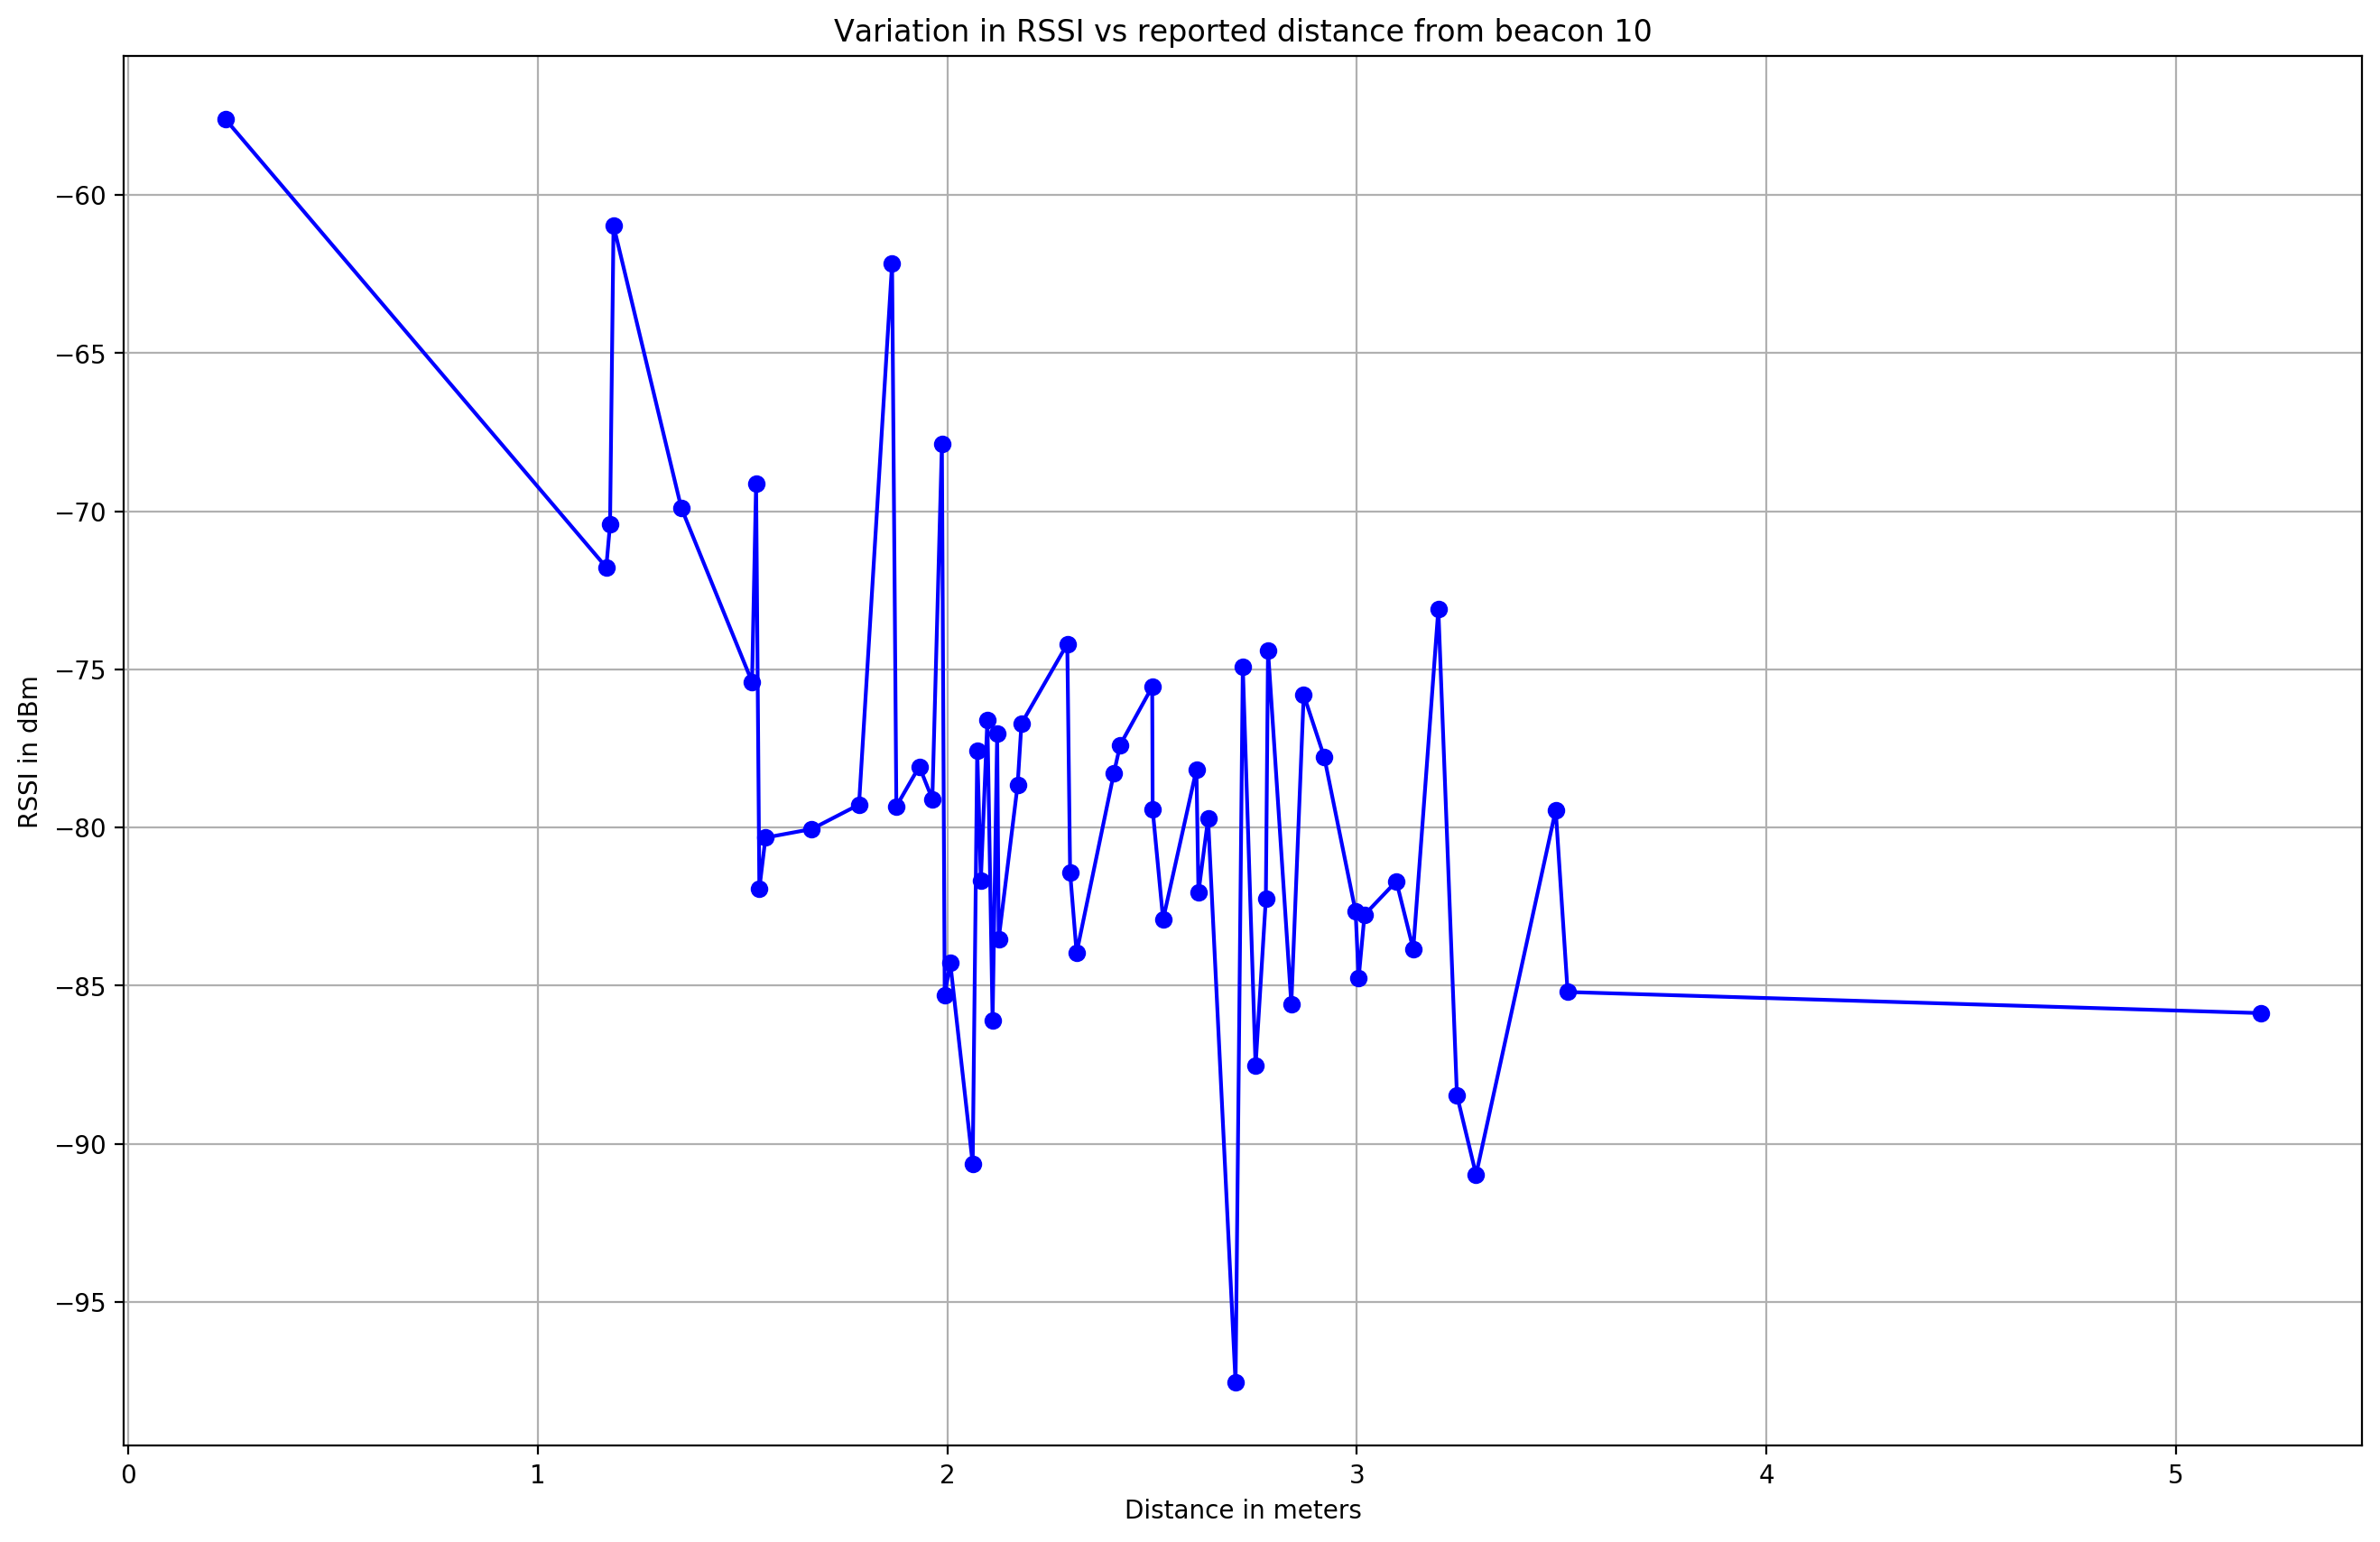 Variation in RSSI vs reported distance from beacon 10
RSSI in dBm
−60
−65
−70
−75
−80
−85
−90
−95
0 1 2 3 4 5
Distance in meters